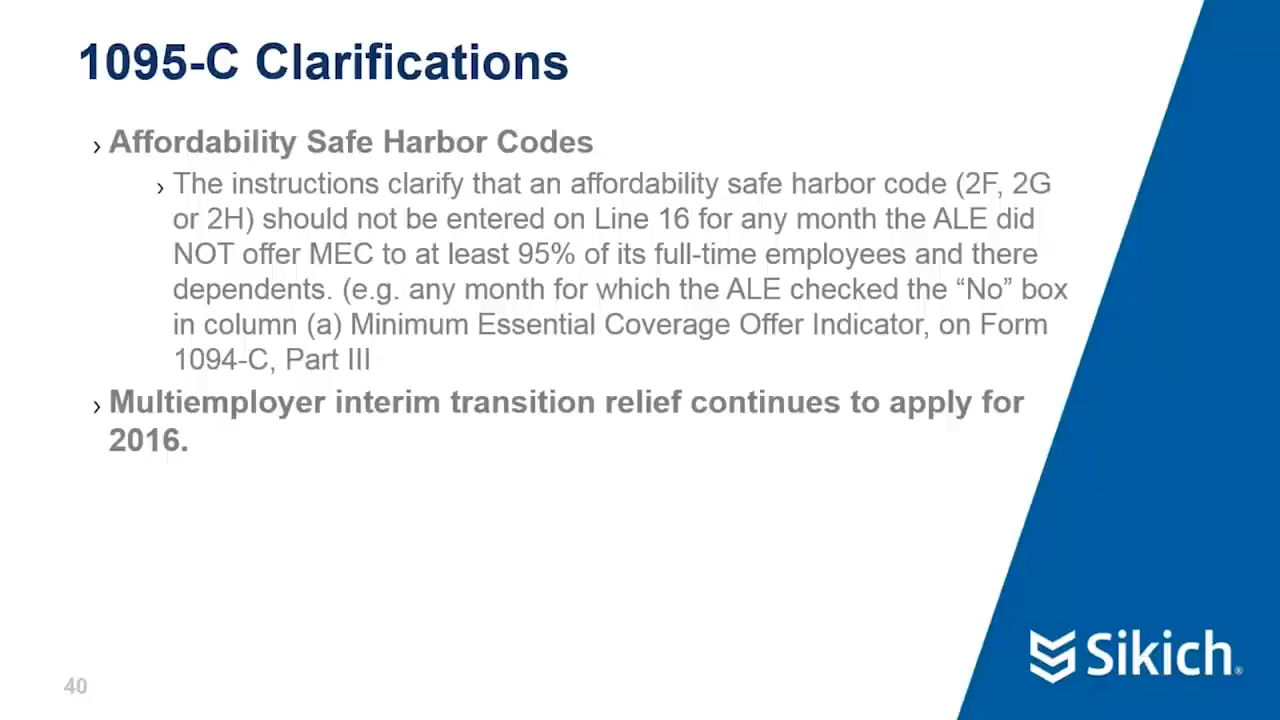 1095-C Clarifications
› Affordability Safe Harbor Codes
› The instructions clarify that an affordability safe harbor code (2F, 2G
or 2H) should not be entered on Line 16 for any month the ALE did
NOT offer MEC to at least 95% of its full-time employees and there
dependents. (e.g. any month for which the ALE checked the “No” box
in column (a) Minimum Essential Coverage Offer Indicator, on Form
1094-C, Part III
› Multiemployer interim transition relief continues to apply for
2016.
Sikich®
40